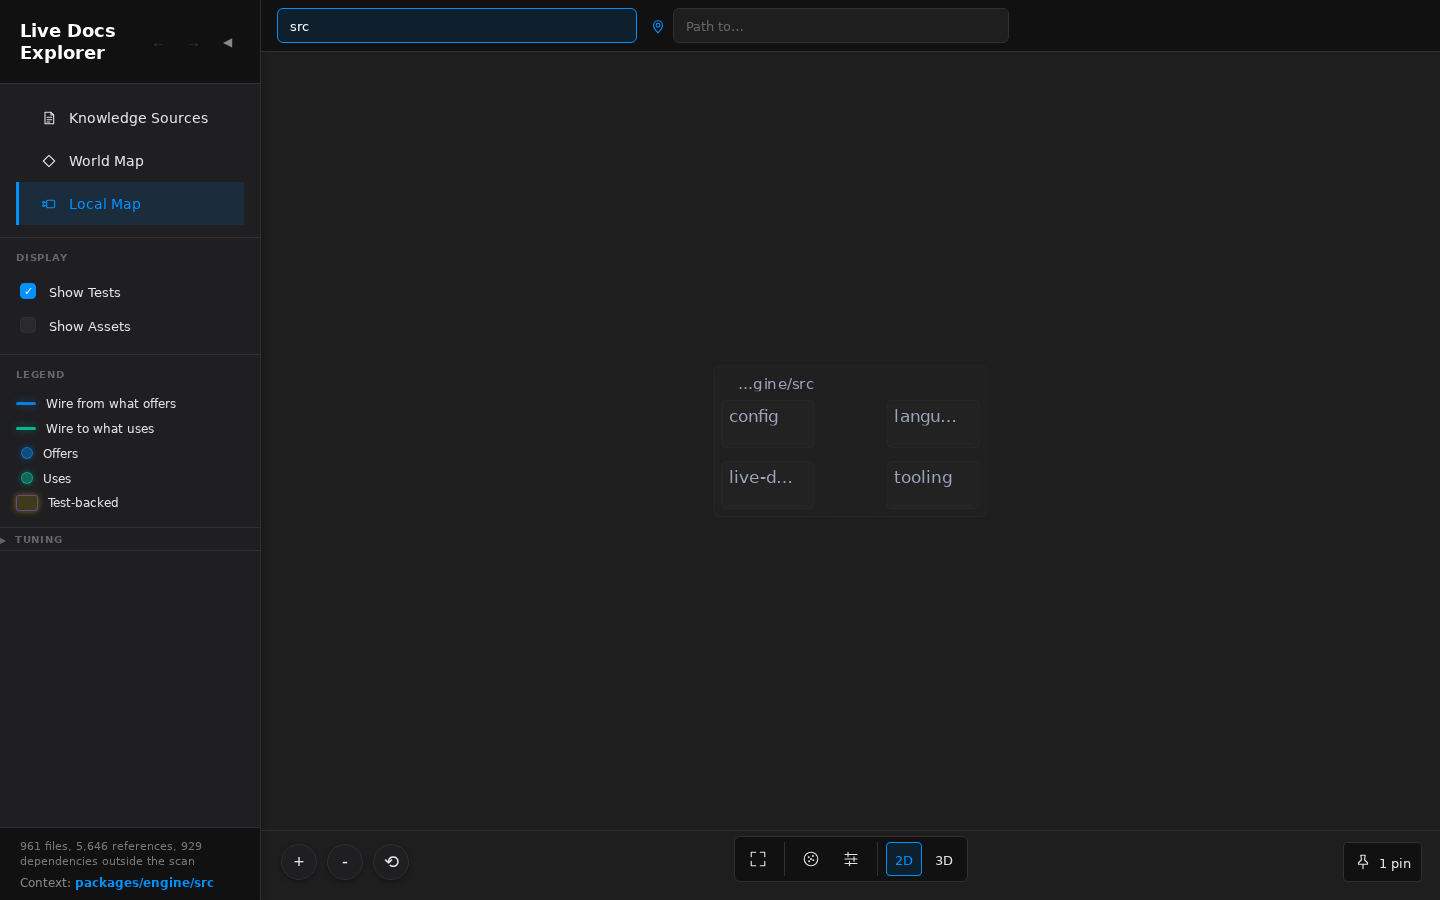 Live Docs
Explorer
Knowledge Sources
World Map
Local Map
DISPLAY
Show Tests
Show Assets
LEGEND
Wire from what offers
Wire to what uses
Offers
Uses
Test-backed
TUNING
961 files, 5,646 references, 929
dependencies outside the scan
Context: packages/engine/src
src
Path to...
...gine/src
config
langu...
live-d...
tooling
+
-
2D
3D
1 pin